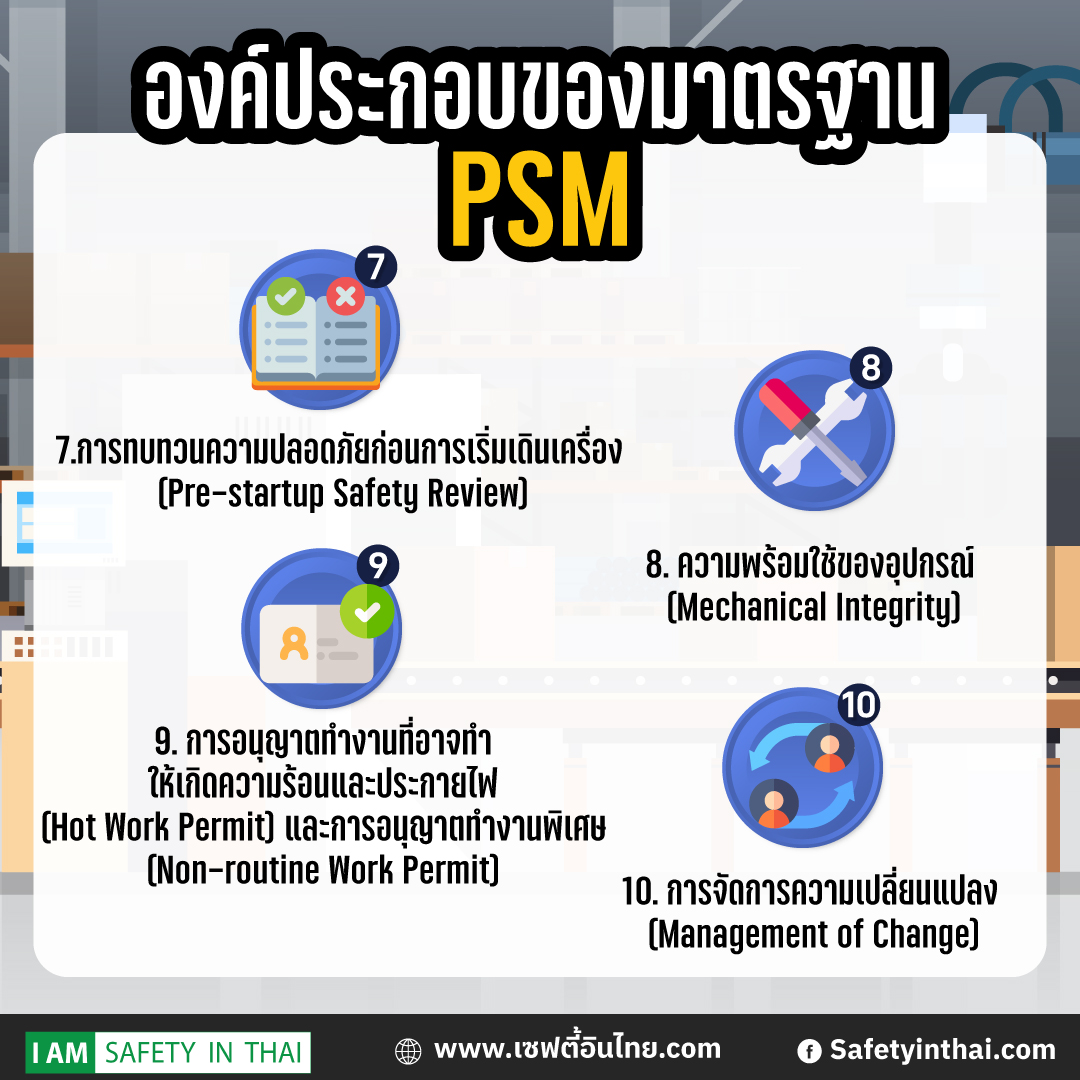 องค์ประกอบของมาตรฐาน
PSM
7
7.การทบทวนความปลอดภัยก่อนการเริ่มเดินเครื่อง
(Pre-startup Safety Review)
8
8. ความพร้อมใช้ของอุปกรณ์
(Mechanical Integrity)
9
9. การอนุญาตทำงานที่อาจทำ
ให้เกิดความร้อนและประกายไฟ
(Hot Work Permit) และการอนุญาตทำงานพิเศษ
(Non-routine Work Permit)
10
10. การจัดการความเปลี่ยนแปลง
(Management of Change)
I AM SAFETY IN THAI
www.เซฟตี้อินไทย.com
Safetyinthai.com